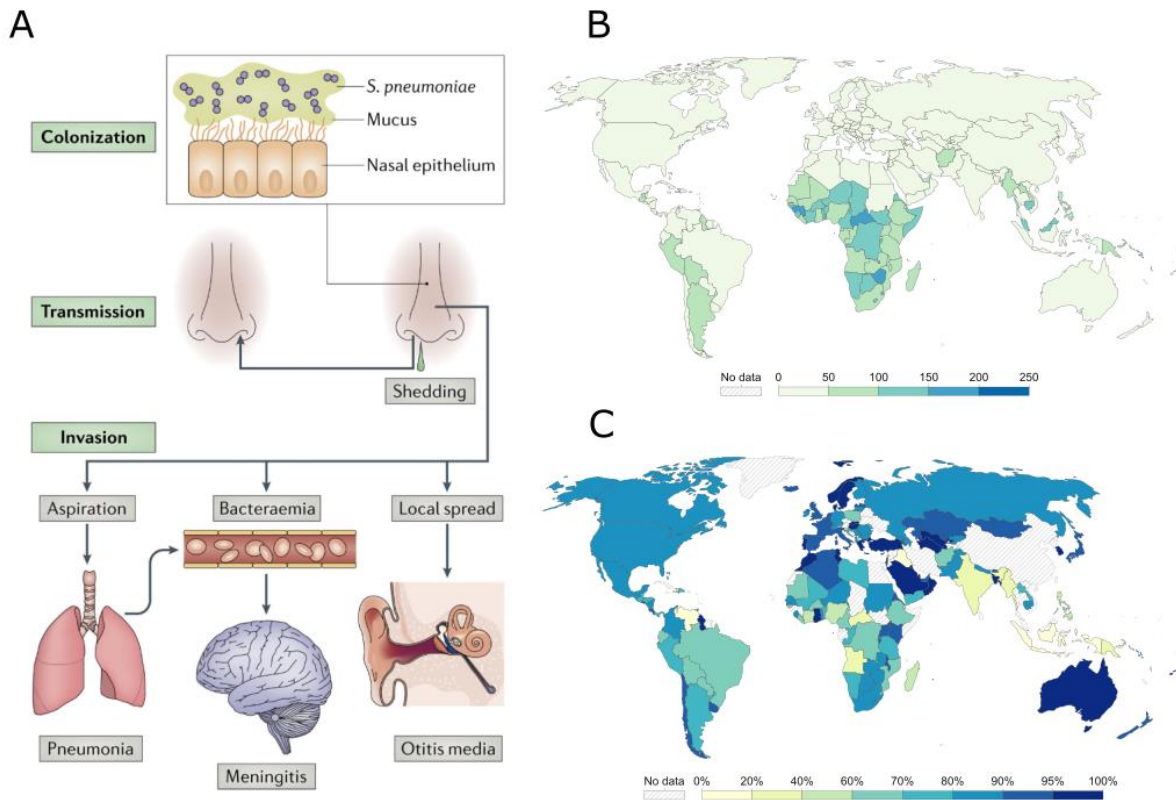 A
S. pneumoniae
Mucus
Colonization
Nasal epithelium
Transmission
Shedding
Invasion
Aspiration
Bacteraemia
Local spread
Pneumonia
Meningitis
Otitis media
B
No data 0 50 100 150 200 250
C
No data 0% 20% 40% 60% 70% 80% 90% 95% 100%